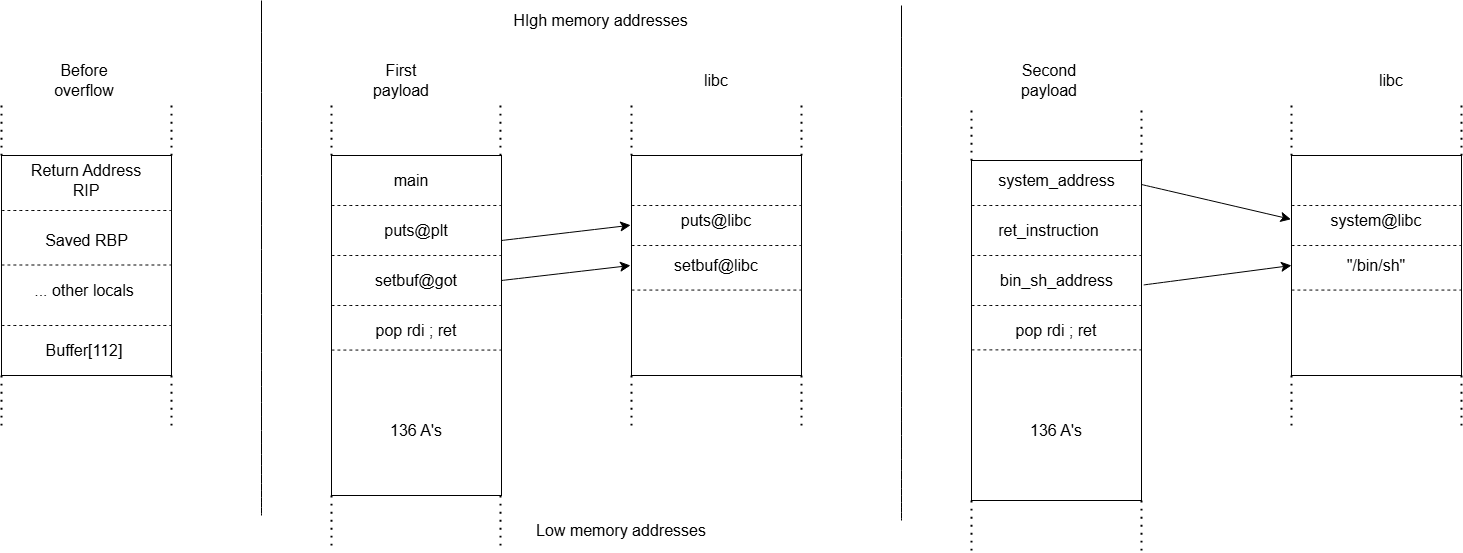 HIgh memory addresses
Before
overflow
Return Address
RIP
Saved RBP
... other locals
Buffer[112]
First
payload
main
puts@plt
setbuf@got
pop rdi ; ret
136 A's
libc
puts@libc
setbuf@libc
Second
payload
system_address
ret_instruction
bin_sh_address
pop rdi ; ret
136 A's
libc
system@libc
"/bin/sh"
Low memory addresses